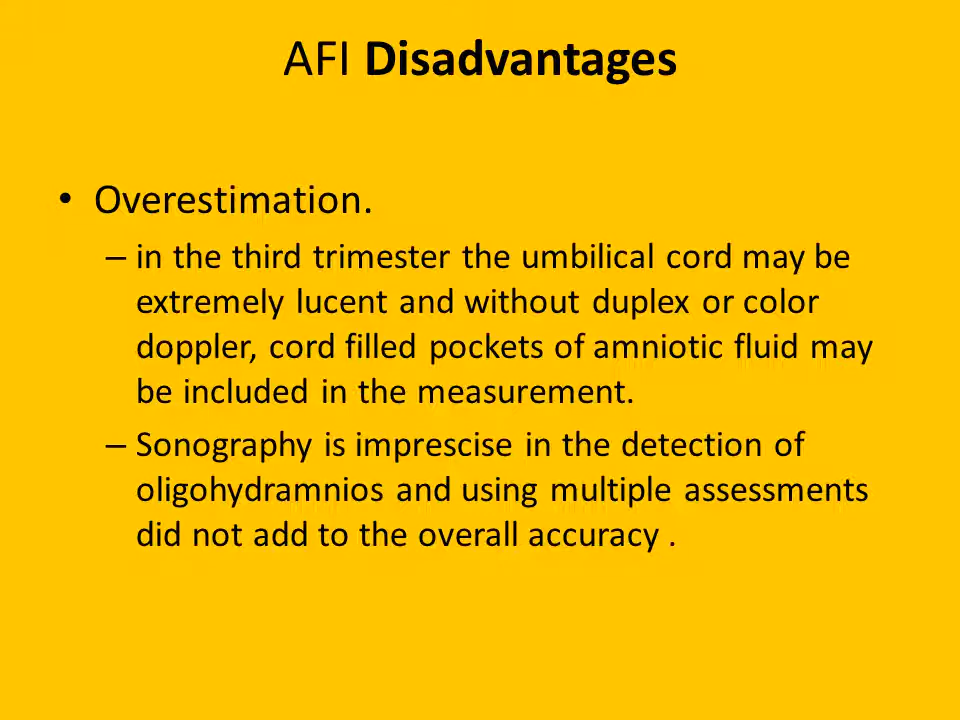 AFI Disadvantages
• Overestimation.
– in the third trimester the umbilical cord may be
extremely lucent and without duplex or color
doppler, cord filled pockets of amniotic fluid may
be included in the measurement.
– Sonography is imprescise in the detection of
oligohydramnios and using multiple assessments
did not add to the overall accuracy .